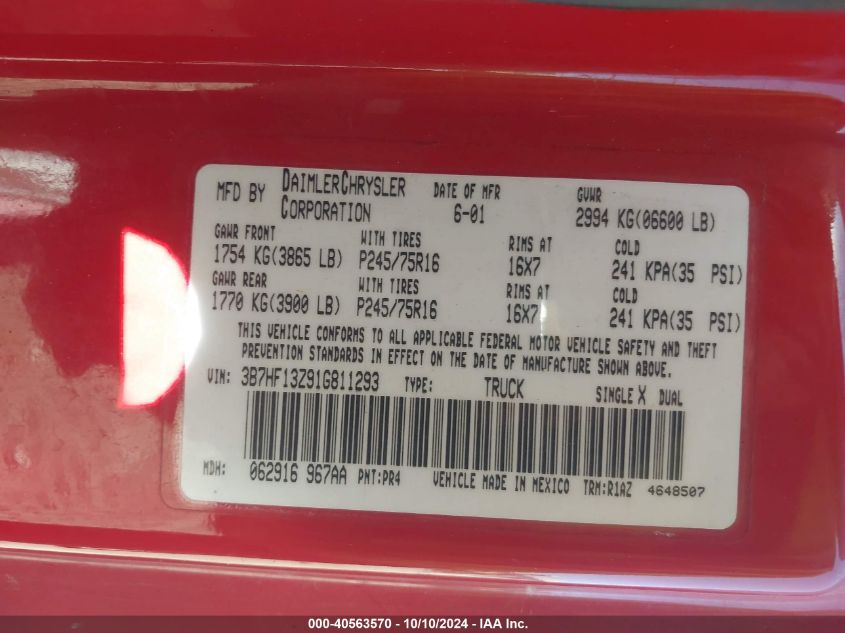 MFD BY DAIMLERCHRYSLER CORPORATION DATE OF MFR 6-01 GVWR 2994 KG(06600 LB)
GAWR FRONT WITH TIRES RIMS AT COLD
1754 KG(3865 LB) P245/75R16 16X7 241 KPA(35 PSI)
GAWR REAR WITH TIRES RIMS AT COLD
1770 KG(3900 LB) P245/75R16 16X7 241 KPA(35 PSI)
THIS VEHICLE CONFORMS TO ALL APPLICABLE FEDERAL MOTOR VEHICLE SAFETY AND THEFT
PREVENTION STANDARDS IN EFFECT ON THE DATE OF MANUFACTURE SHOWN ABOVE.
VIN: 3B7HF13Z91G811293 TYPE: TRUCK SINGLE X DUAL
MDH: 062916 967AA PNT:PR4 VEHICLE MADE IN MEXICO TRM:R1AZ 4648507
000-40563570 - 10/10/2024 - IAA Inc.